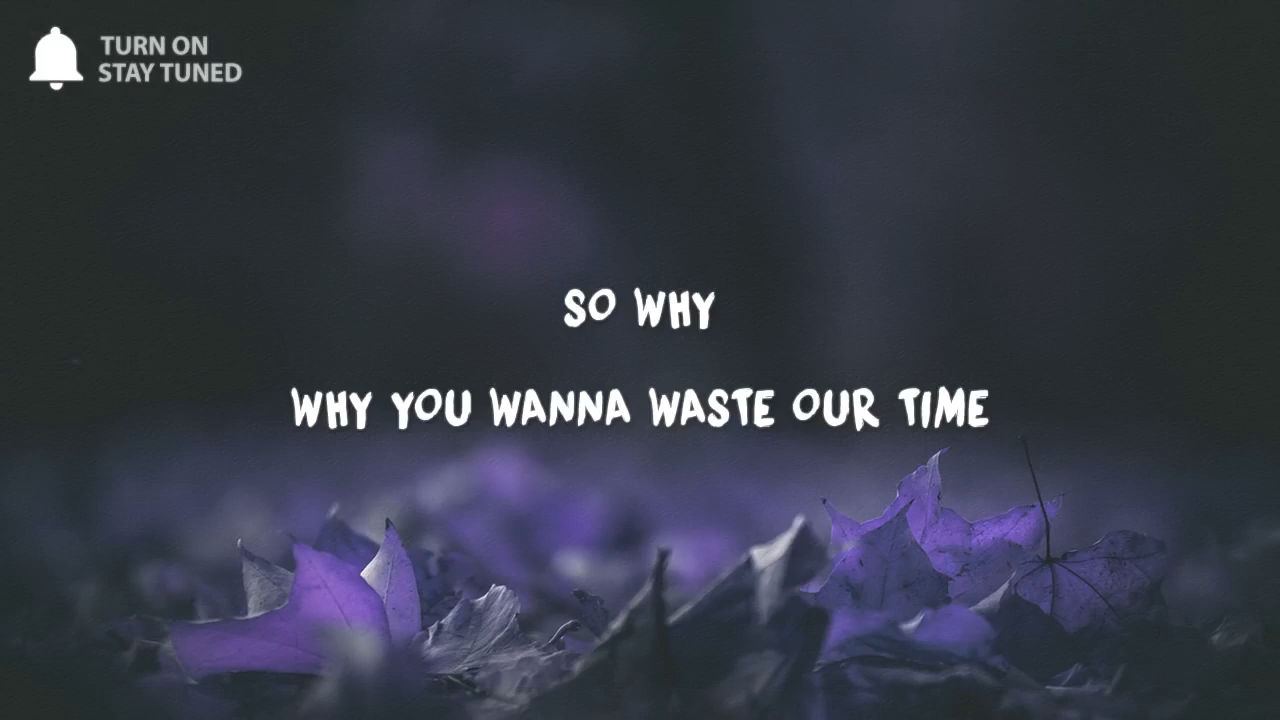 TURN ON
STAY TUNED
SO WHY
WHY YOU WANNA WASTE OUR TIME